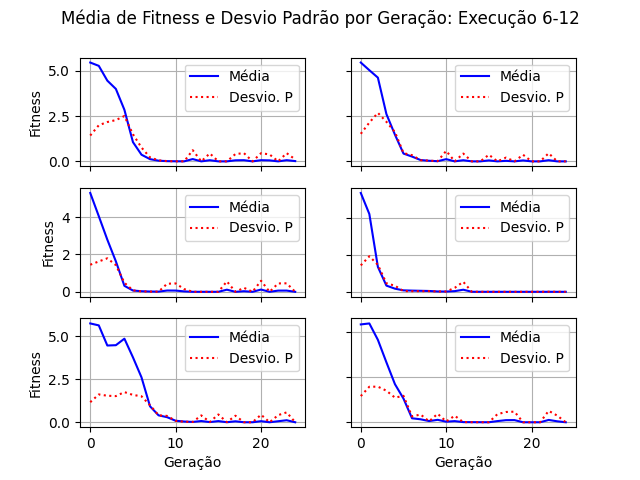 Média de Fitness e Desvio Padrão por Geração: Execução 6-12
5.0
2.5
0.0
Fitness
Média
Desvio. P
Média
Desvio. P
4
2
0
Fitness
Média
Desvio. P
Média
Desvio. P
5.0
2.5
0.0
Fitness
Média
Desvio. P
Média
Desvio. P
0 10 20
Geração
0 10 20
Geração